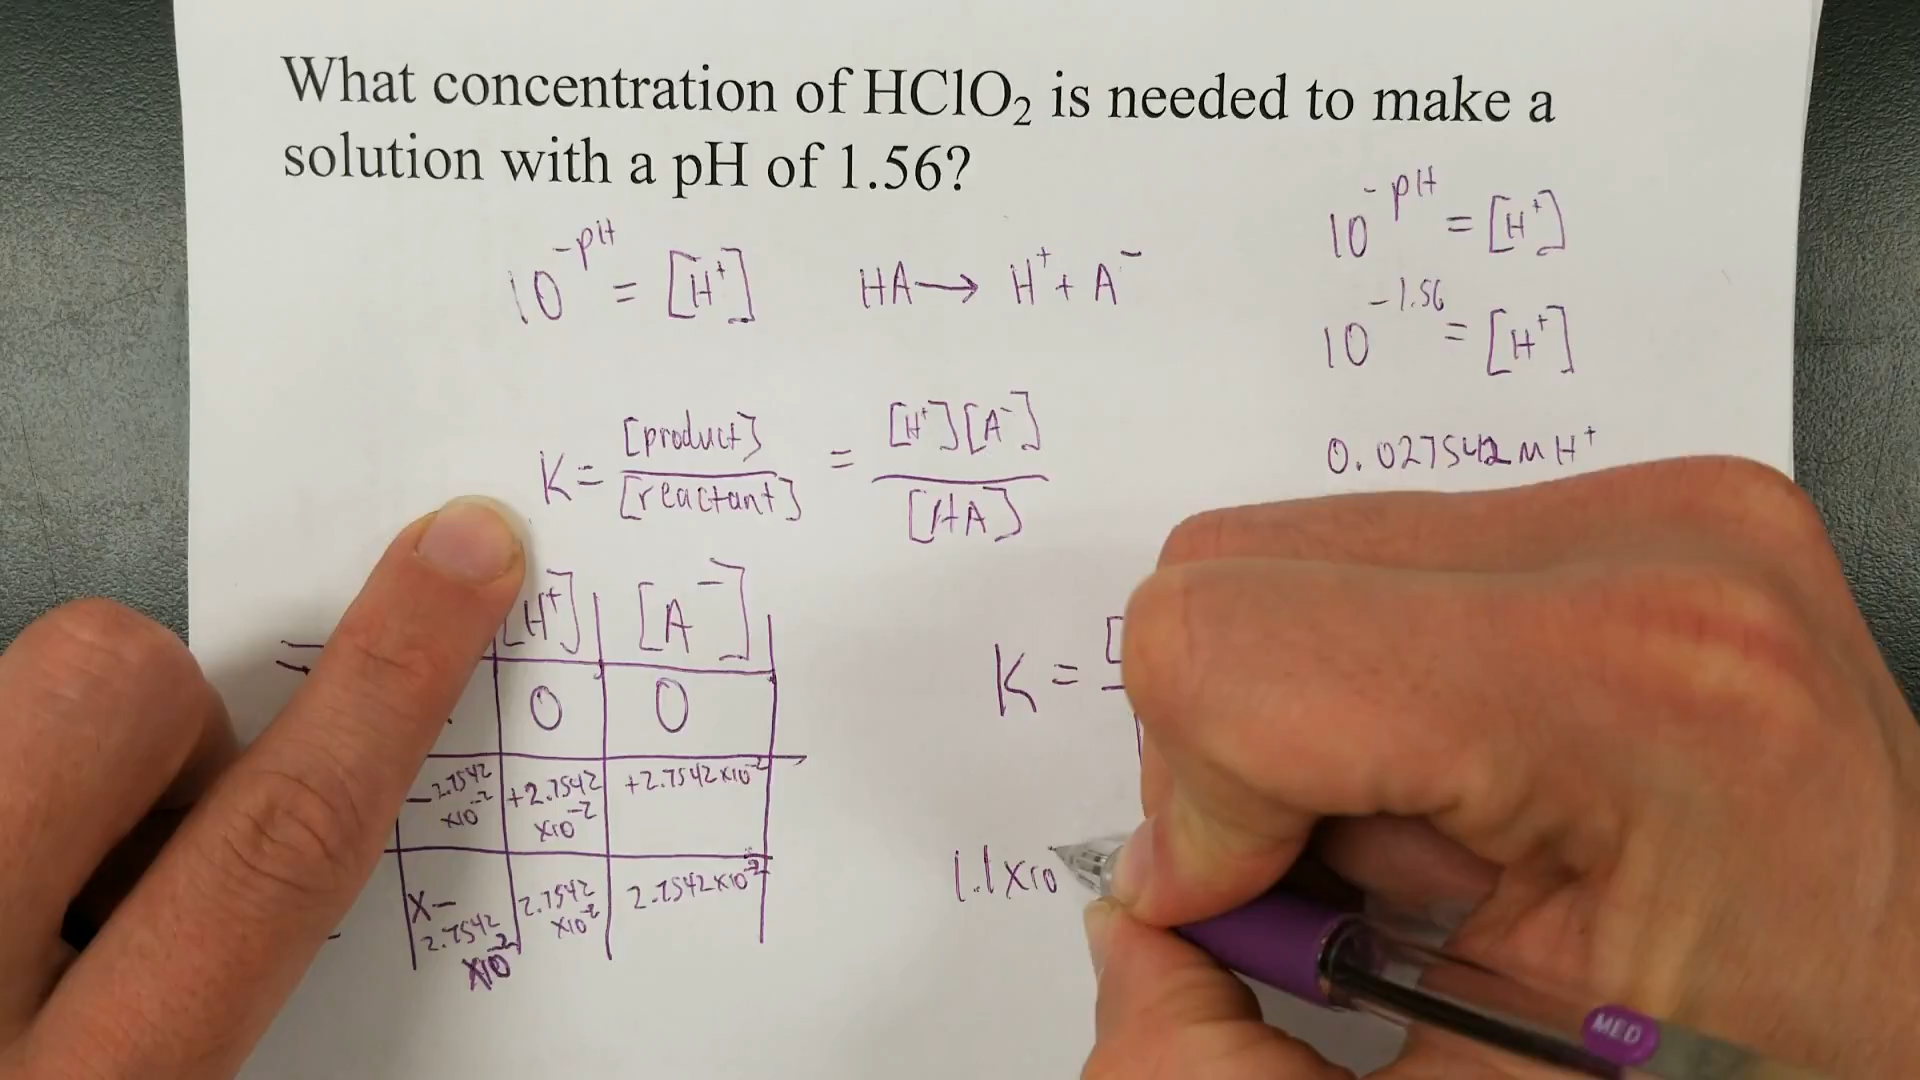 What concentration of HClO₂ is needed to make a
solution with a pH of 1.56?
10^-pH = [H⁺]
HA → H⁺ + A⁻
K = [product] / [reactant] = [H⁺][A⁻] / [HA]
[H⁺] [A⁻]
0 0
-2.7542 x10^-2 +2.7542 x10^-2 +2.7542x10^-2
x-2.7542 x10^-2 2.7542 x10^-2 2.7542x10^-2
10^-pH = [H⁺]
10^-1.56 = [H⁺]
0.027542 M H⁺
K = [
1.1x10
MED